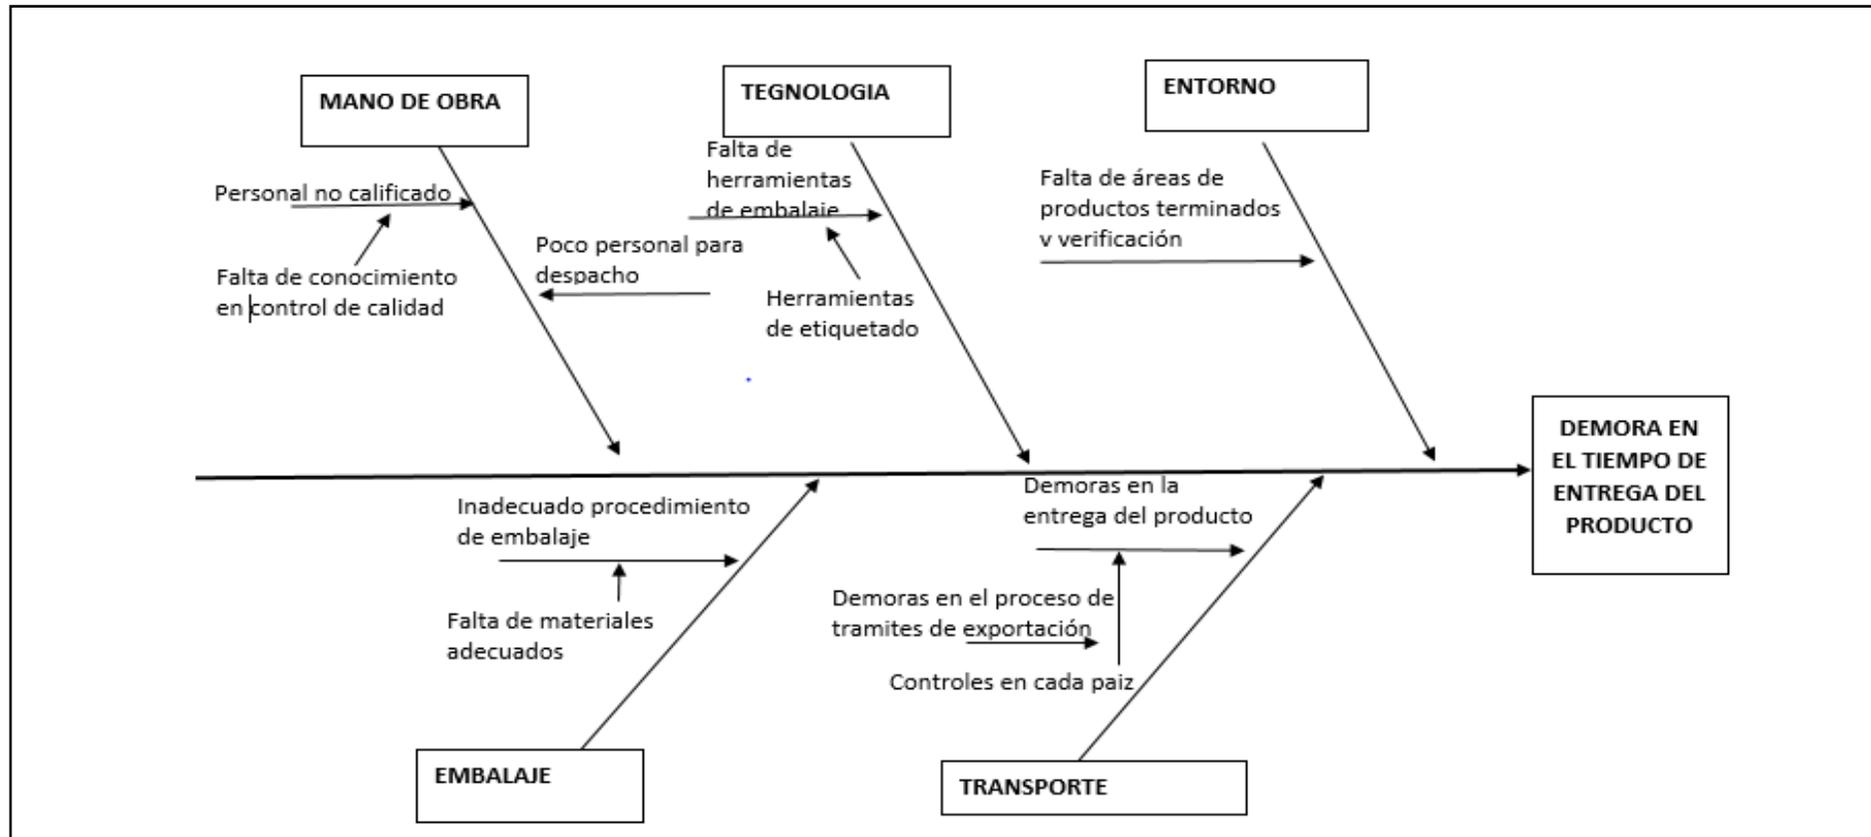 MANO DE OBRA
TEGNOLOGIA
ENTORNO
Personal no calificado
Falta de conocimiento
en control de calidad
Poco personal para
despacho
Falta de
herramientas
de embalaje
Herramientas
de etiquetado
Falta de áreas de
productos terminados
y verificación
DEMORA EN
EL TIEMPO DE
ENTREGA DEL
PRODUCTO
Inadecuado procedimiento
de embalaje
Falta de materiales
adecuados
Demoras en la
entrega del producto
Demoras en el proceso de
tramites de exportación
Controles en cada paiz
EMBALAJE
TRANSPORTE